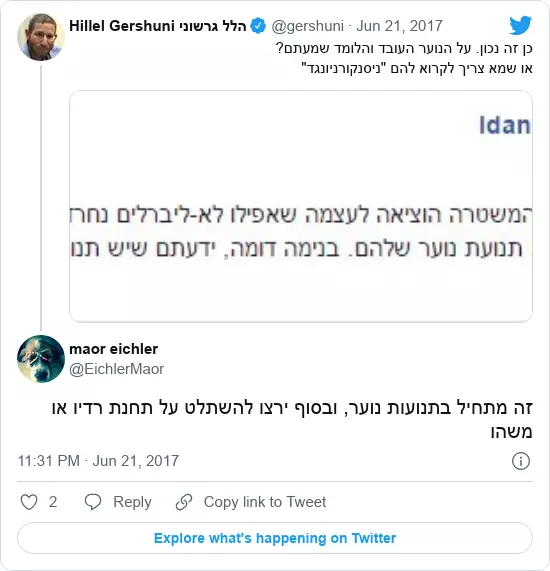 Hillel Gershuni הלל גרשוני @gershuni · Jun 21, 2017
כן זה נכון. על הנוער העובד והלומד שמעתם?
או שמא צריך לקרוא להם "ניסנקורניונגד"
Idan
המשטרה הוציאה לעצמה שאפילו לא-ליברלים נחרד
תנועת נוער שלהם. בנימה דומה, ידעתם שיש תנו
maor eichler
@EichlerMaor
זה מתחיל בתנועות נוער, ובסוף ירצו להשתלט על תחנת רדיו או
משהו
11:31 PM · Jun 21, 2017
2 Reply Copy link to Tweet
Explore what's happening on Twitter